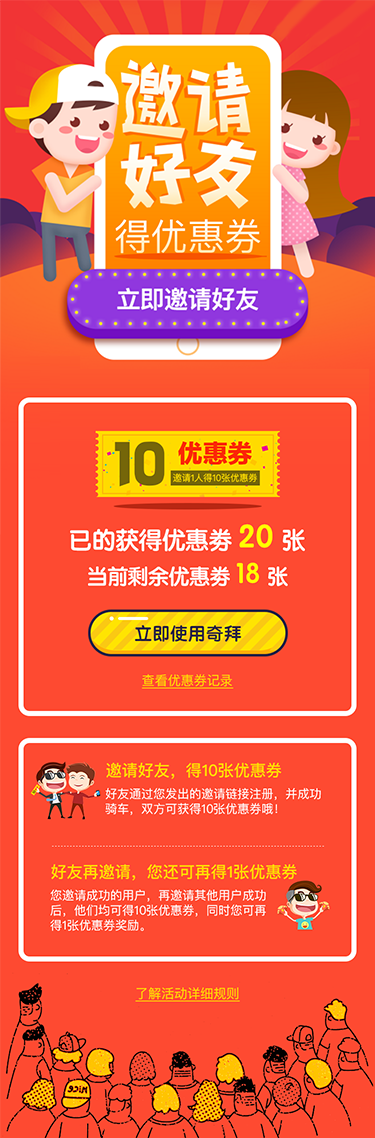 邀请
好友
得优惠券
立即邀请好友
10 优惠券
邀请1人得10张优惠券
已的获得优惠劵 20 张
当前剩余优惠劵 18 张
立即使用奇拜
查看优惠券记录
邀请好友，得10张优惠券
好友通过您发出的邀请链接注册，并成功
骑车，双方可获得10张优惠券哦！
好友再邀请，您还可再得1张优惠券
您邀请成功的用户，再邀请其他用户成功
后，他们均可得10张优惠券，同时您可再
得1张优惠券奖励。
了解活动详细规则